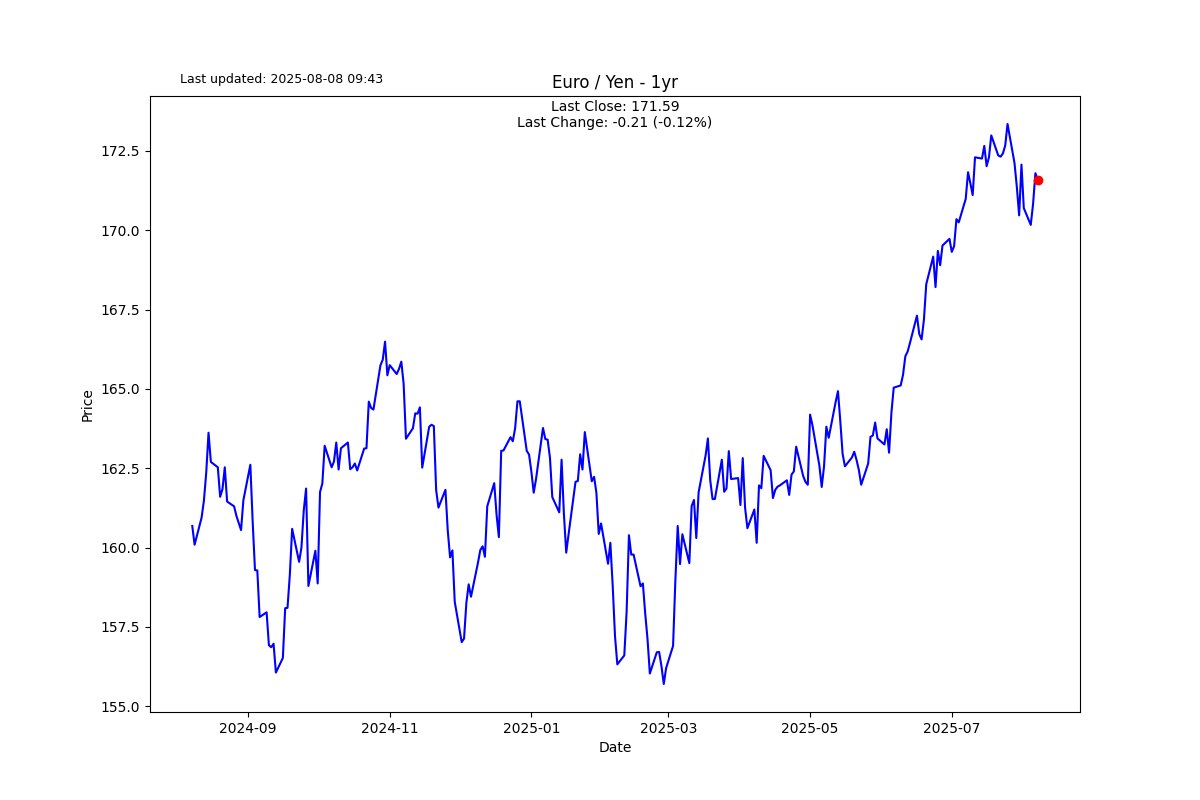 Last updated: 2025-08-08 09:43
Euro / Yen - 1yr
Last Close: 171.59
Last Change: -0.21 (-0.12%)
172.5
170.0
167.5
165.0
162.5
160.0
157.5
155.0
Price
2024-09
2024-11
2025-01
2025-03
2025-05
2025-07
Date